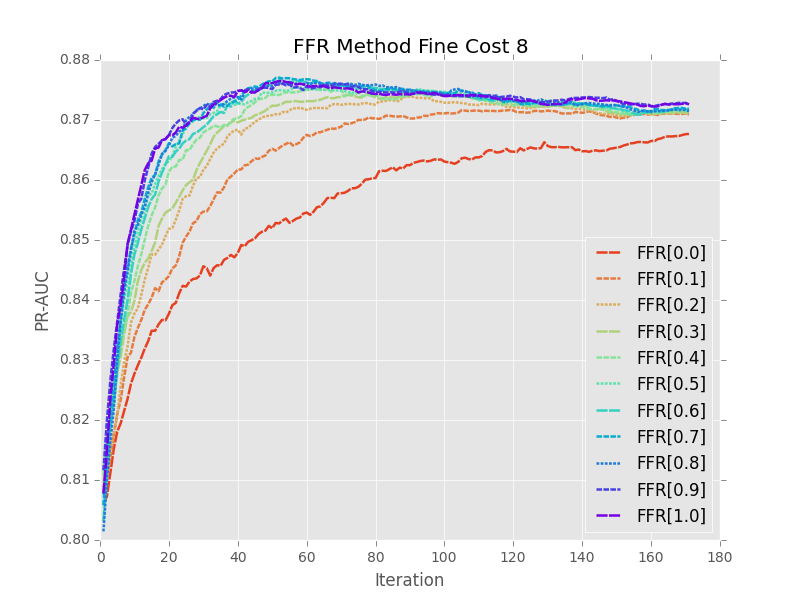 FFR Method Fine Cost 8
PR-AUC
0.88
0.87
0.86
0.85
0.84
0.83
0.82
0.81
0.80
0 20 40 60 80 100 120 140 160 180
Iteration
FFR[0.0]
FFR[0.1]
FFR[0.2]
FFR[0.3]
FFR[0.4]
FFR[0.5]
FFR[0.6]
FFR[0.7]
FFR[0.8]
FFR[0.9]
FFR[1.0]